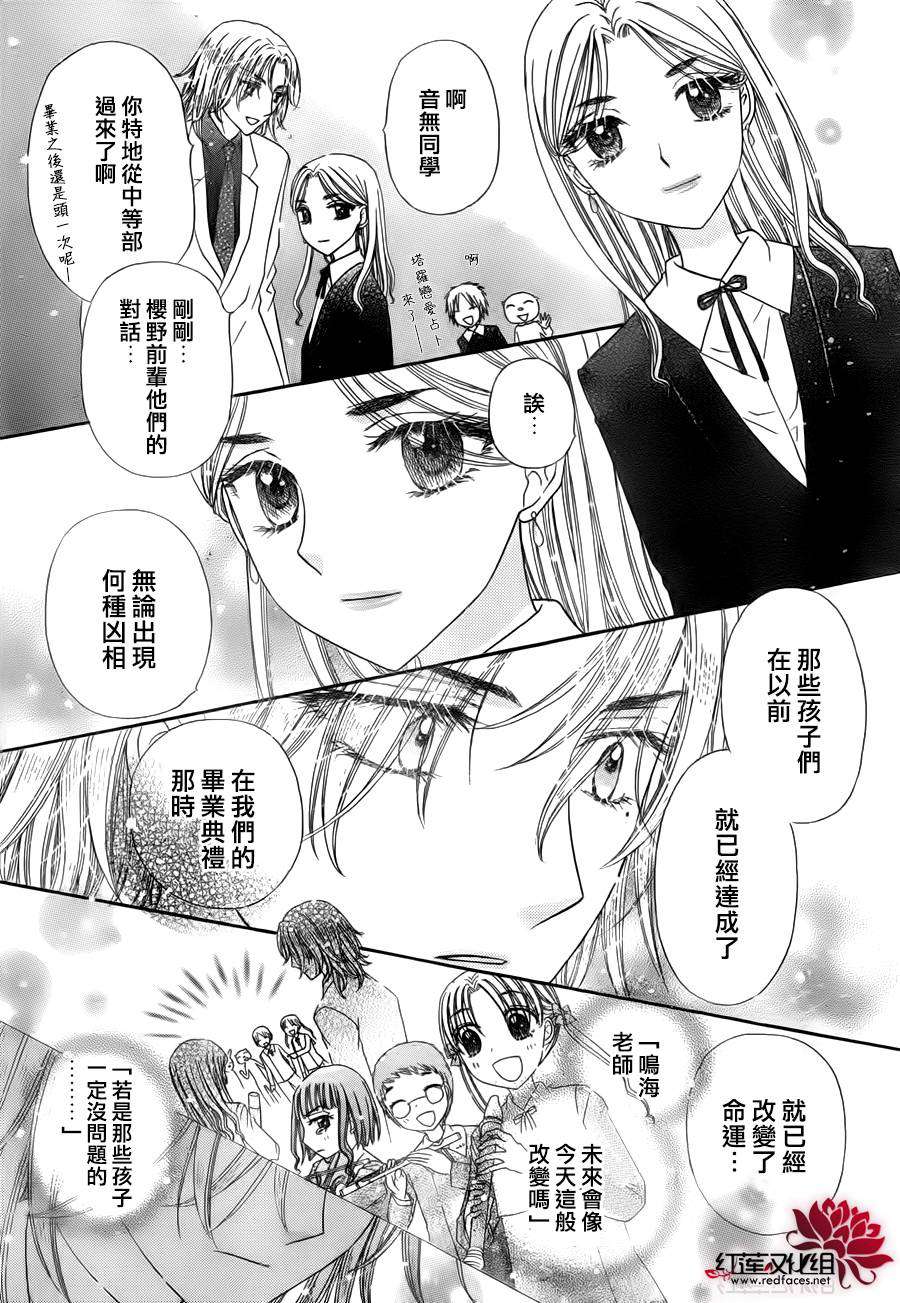 啊
音無同學
你特地從中等部
過來了啊
畢業之後還是頭一次呢—
啊
塔羅戀愛占卜
來了—
剛剛…
櫻野前輩他們的
對話…
誒…
無論出現
何種凶相
那些孩子們
在以前
就已經達成了
在我們的
畢業典禮
那時
就已經
改變了
命運…
「鳴海
老師
未來會像
今天這般
改變嗎」
「若是那些孩子
一定沒問題的
………」
紅蓮漢化組
www.redfaces.net